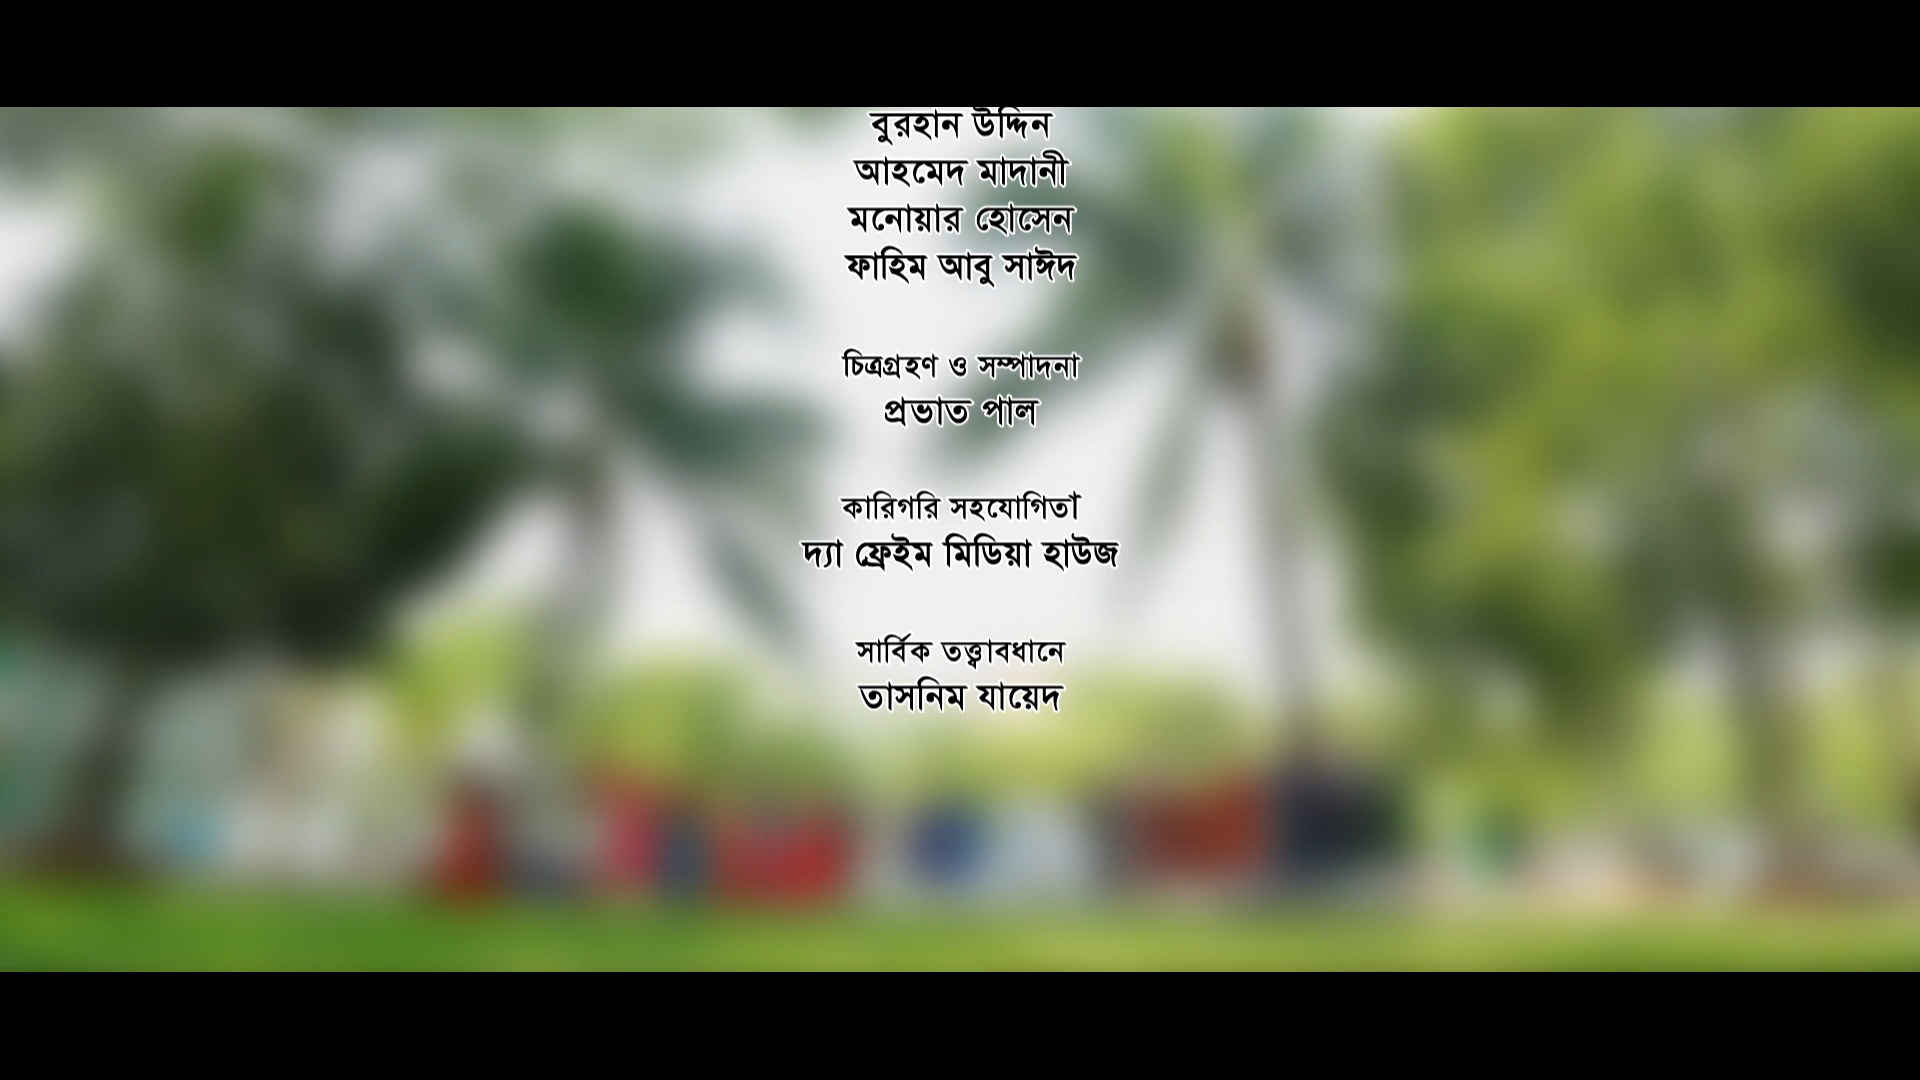 বুরহান উদ্দিন
আহমেদ মাদানী
মনোয়ার হোসেন
ফাহিম আবু সাঈদ
চিত্রগ্রহণ ও সম্পাদনা
প্রভাত পাল
কারিগরি সহযোগিতা
দ্যা ফ্রেইম মিডিয়া হাউজ
সার্বিক তত্ত্বাবধানে
তাসনিম যায়েদ